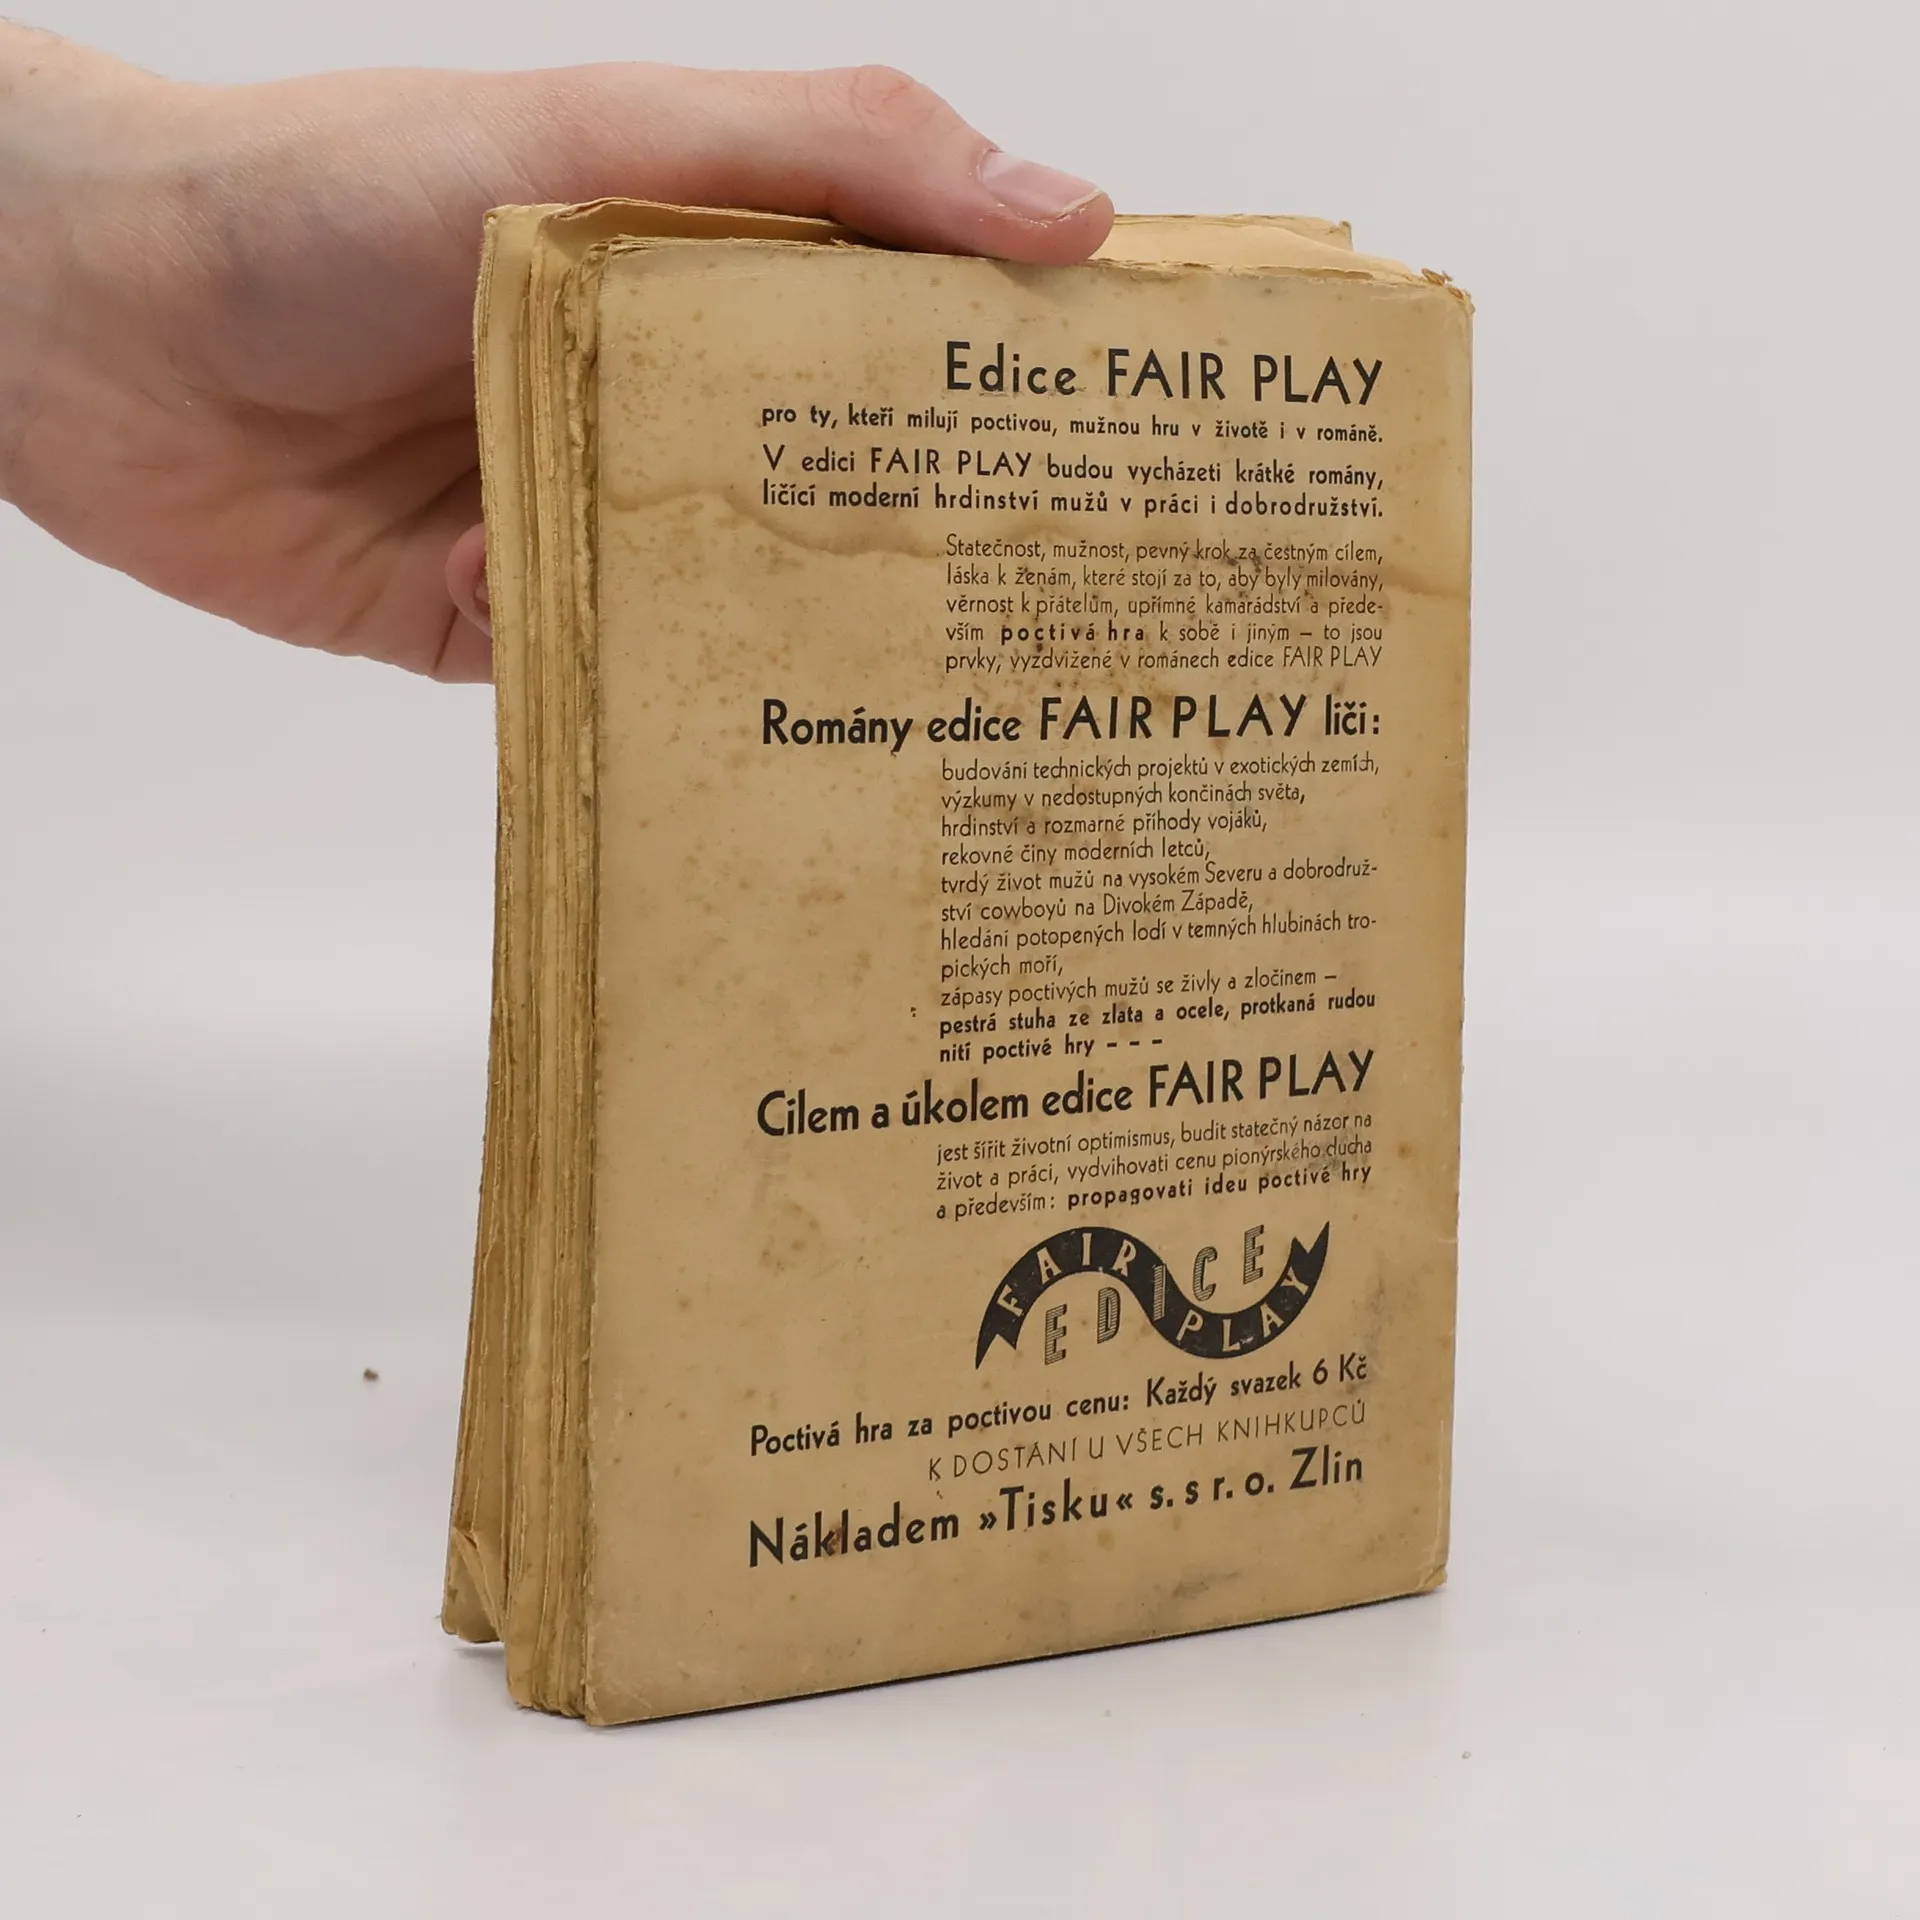 Edice FAIR PLAY
pro ty, kteří milují poctivou, mužnou hru v životě i v románě.
V edici FAIR PLAY budou vycházeti krátké romány,
líčící moderní hrdinství mužů v práci i dobrodružství.
Statečnost, mužnost, pevný krok za čestným cílem,
láska k ženám, které stojí za to, aby byly milovány,
věrnost k přátelům, upřímné kamarádství a přede-
vším poctivá hra k sobě i jiným – to jsou
prvky, vyzdvižené v románech edice FAIR PLAY
Romány edice FAIR PLAY líčí:
budování technických projektů v exotických zemích,
výzkumy v nedostupných končinách světa,
hrdinství a rozmarné příhody vojáků,
rekovné činy moderních letců,
tvrdý život mužů na vysokém Severu a dobrodruž-
ství cowboyů na Divokém Západě,
hledání potopených lodí v temných hlubinách tro-
pických moří,
zápasy poctivých mužů se živly a zločinem –
pestrá stuha ze zlata a ocele, protkaná rudou
nití poctivé hry - - -
Cílem a úkolem edice FAIR PLAY
jest šířit životní optimismus, budit statečný názor na
život a práci, vydvihovati cenu pionýrského ducha
a především: propagovati ideu poctivé hry
FAIR PLAY
EDICE
Poctivá hra za poctivou cenu: Každý svazek 6 Kč
K DOSTÁNÍ U VŠECH KNIHKUPCŮ
Nákladem »Tisku« s. s r. o. Zlín